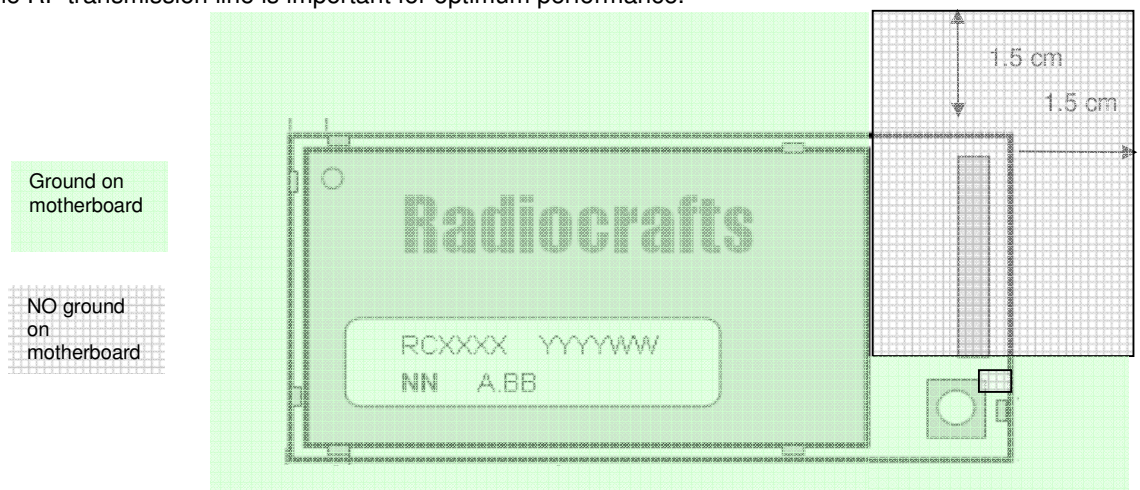 RF transmission line is important for optimum performance.
1.5 cm
1.5 cm
Ground on
motherboard
Radiocrafts
NO ground
on
motherboard
RCXXXX YYYYWW
NN A.BB